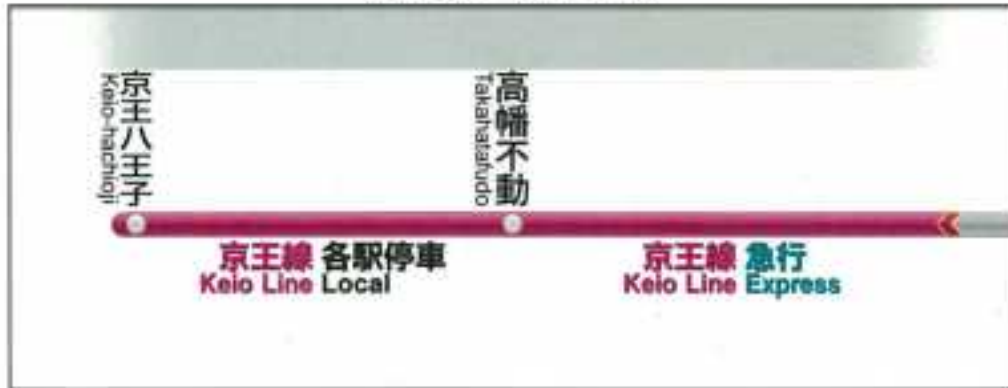 京王八王子
Keio-hachioji
高幡不動
Takahatafudo
京王線 各駅停車
Keio Line Local
京王線 急行
Keio Line Express